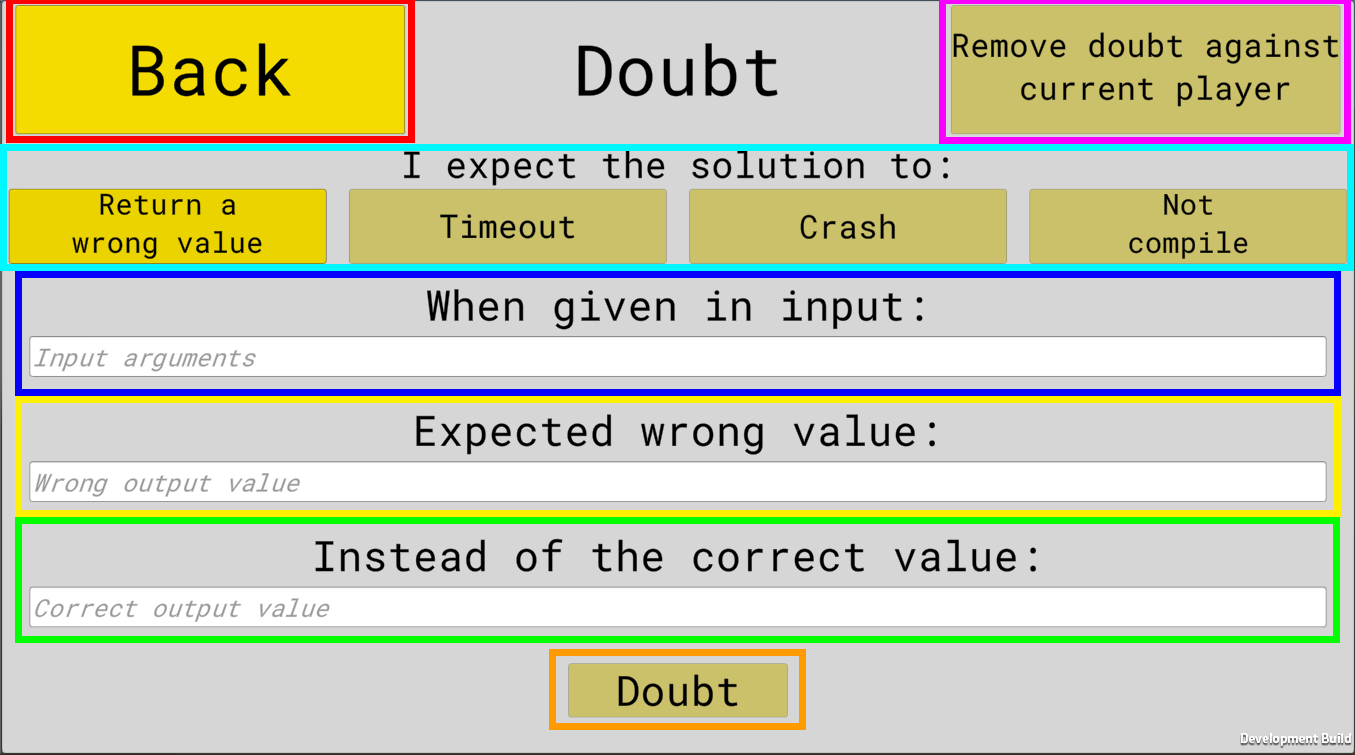 Back
Doubt
Remove doubt against
current player
I expect the solution to:
Return a
wrong value
Timeout
Crash
Not
compile
When given in input:
Input arguments
Expected wrong value:
Wrong output value
Instead of the correct value:
Correct output value
Doubt
Development Build